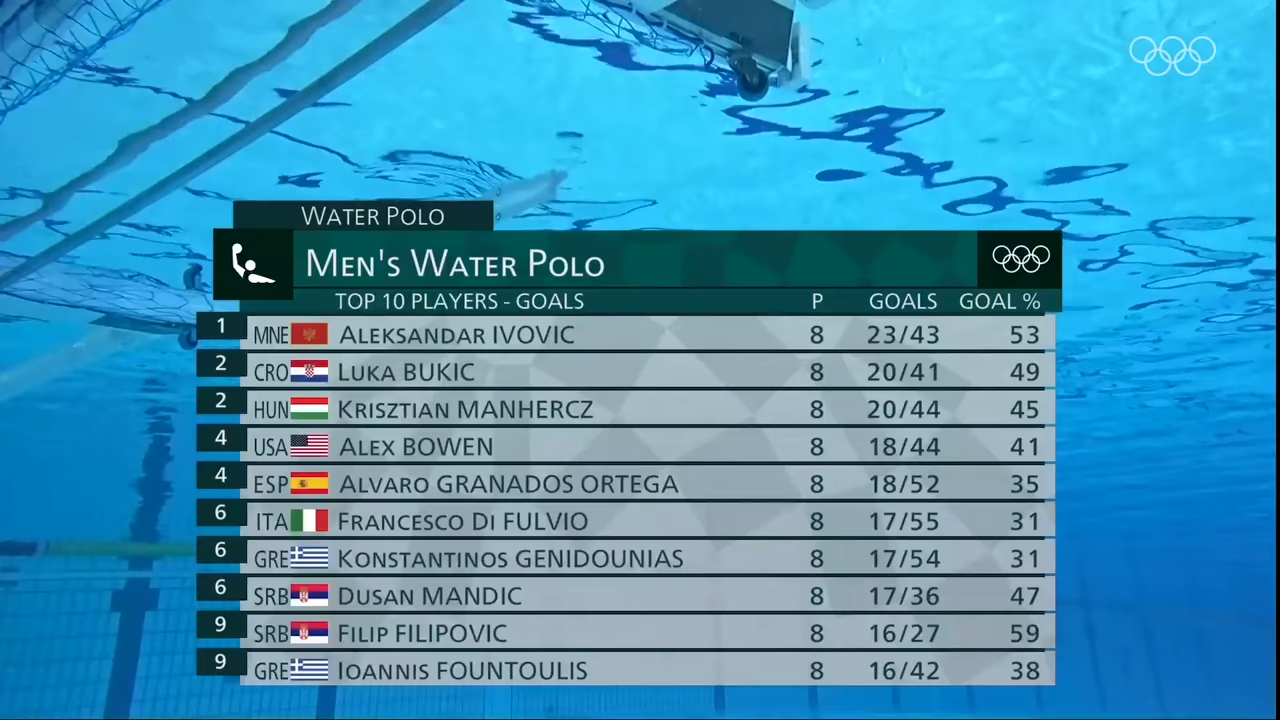 WATER POLO
MEN'S WATER POLO
TOP 10 PLAYERS - GOALS P GOALS GOAL %
1 MNE ALEKSANDAR IVOVIC 8 23/43 53
2 CRO LUKA BUKIC 8 20/41 49
2 HUN KRISZTIAN MANHERCZ 8 20/44 45
4 USA ALEX BOWEN 8 18/44 41
4 ESP ALVARO GRANADOS ORTEGA 8 18/52 35
6 ITA FRANCESCO DI FULVIO 8 17/55 31
6 GRE KONSTANTINOS GENIDOUNIAS 8 17/54 31
6 SRB DUSAN MANDIC 8 17/36 47
9 SRB FILIP FILIPOVIC 8 16/27 59
9 GRE IOANNIS FOUNTOULIS 8 16/42 38